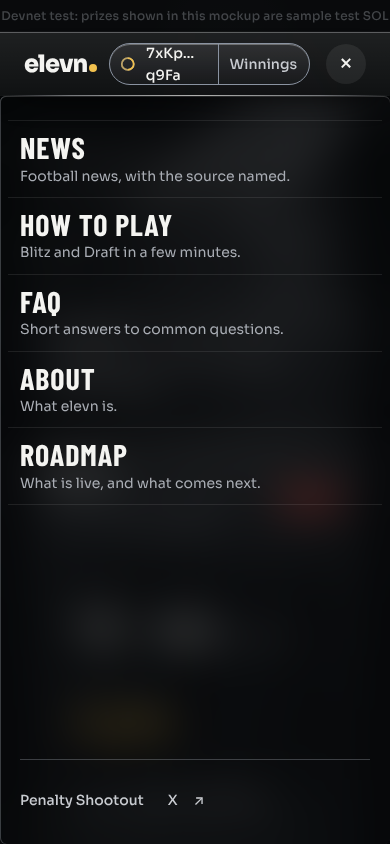 Devnet test: prizes shown in this mockup are sample test SOL
elevn.
7xKp...
q9Fa
Winnings
NEWS
Football news, with the source named.
HOW TO PLAY
Blitz and Draft in a few minutes.
FAQ
Short answers to common questions.
ABOUT
What elevn is.
ROADMAP
What is live, and what comes next.
Penalty Shootout X ↗